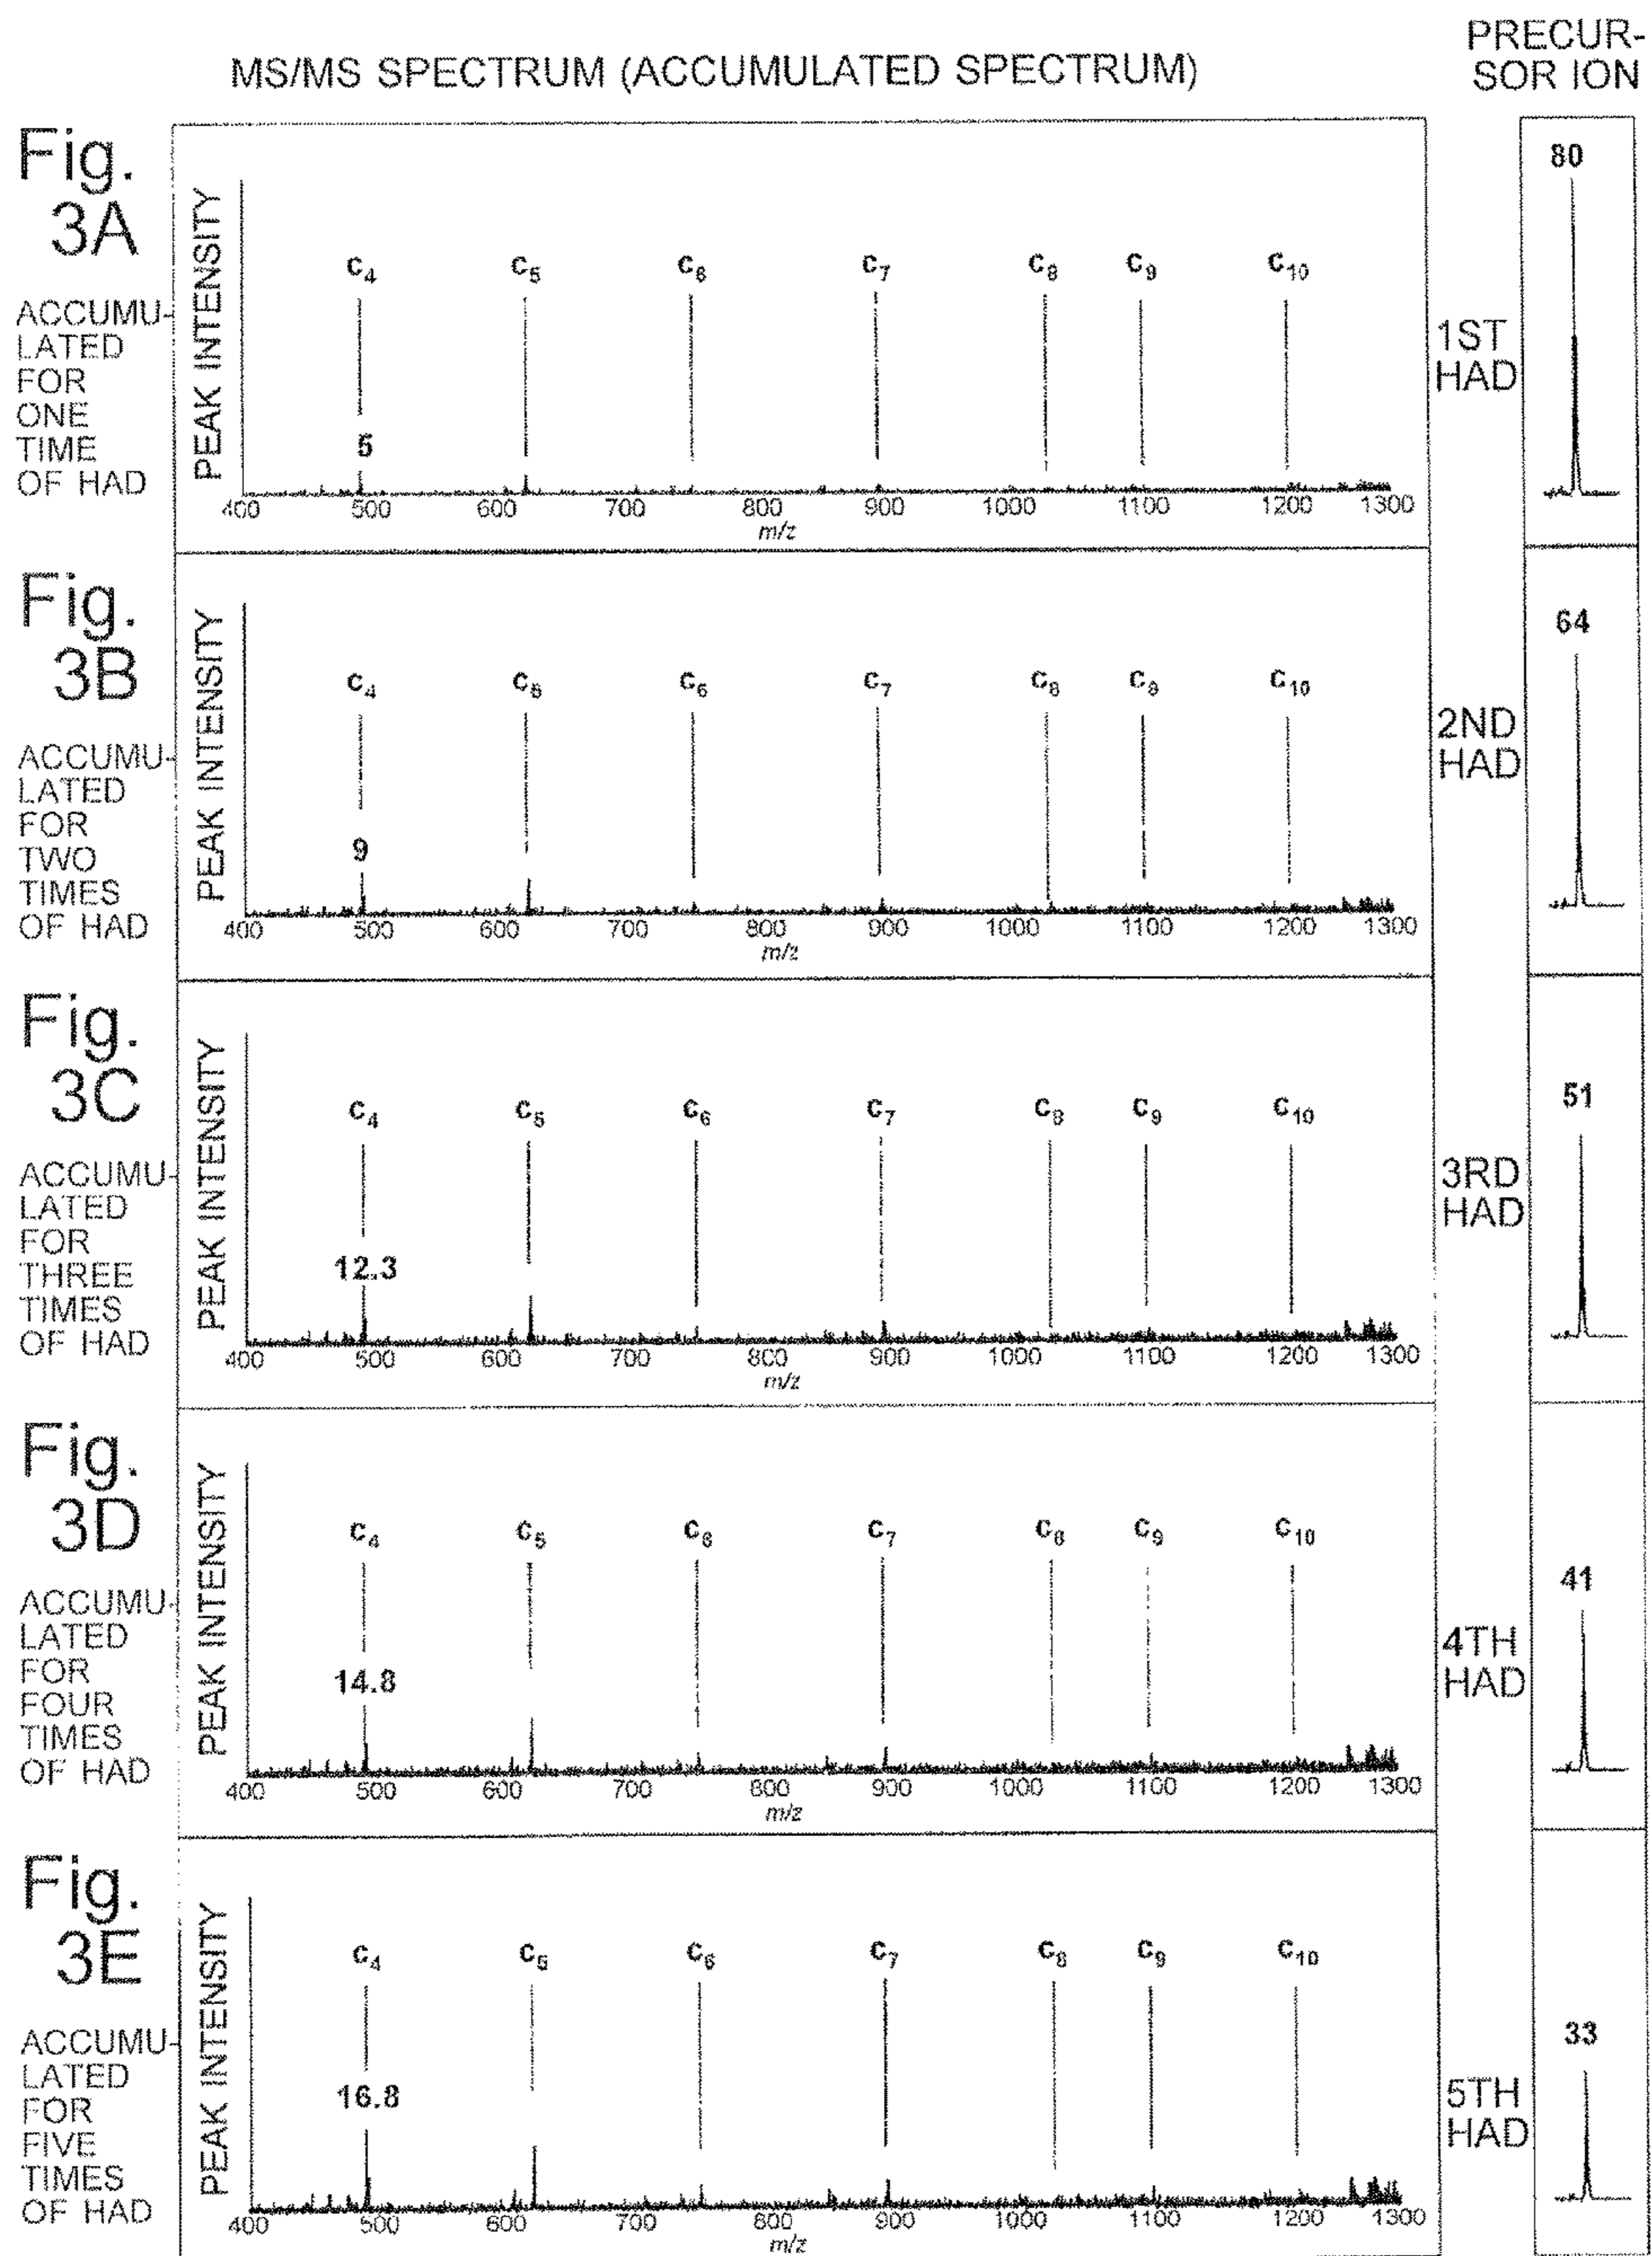 MS/MS SPECTRUM (ACCUMULATED SPECTRUM)
PRECUR-
SOR ION
Fig.
3A
ACCUMU-
LATED
FOR
ONE
TIME
OF HAD
PEAK INTENSITY
c4 c5 c6 c7 c8 c9 c10
5
400 500 600 700 800 900 1000 1100 1200 1300
m/z
1ST
HAD
80
Fig.
3B
ACCUMU-
LATED
FOR
TWO
TIMES
OF HAD
PEAK INTENSITY
c4 c5 c6 c7 c8 c9 c10
9
400 500 600 700 800 900 1000 1100 1200 1300
m/z
2ND
HAD
64
Fig.
3C
ACCUMU-
LATED
FOR
THREE
TIMES
OF HAD
PEAK INTENSITY
c4 c5 c6 c7 c8 c9 c10
12.3
400 500 600 700 800 900 1000 1100 1200 1300
m/z
3RD
HAD
51
Fig.
3D
ACCUMU-
LATED
FOR
FOUR
TIMES
OF HAD
PEAK INTENSITY
c4 c5 c6 c7 c8 c9 c10
14.8
400 500 600 700 800 900 1000 1100 1200 1300
m/z
4TH
HAD
41
Fig.
3E
ACCUMU-
LATED
FOR
FIVE
TIMES
OF HAD
PEAK INTENSITY
c4 c5 c6 c7 c8 c9 c10
16.8
400 500 600 700 800 900 1000 1100 1200 1300
m/z
5TH
HAD
33